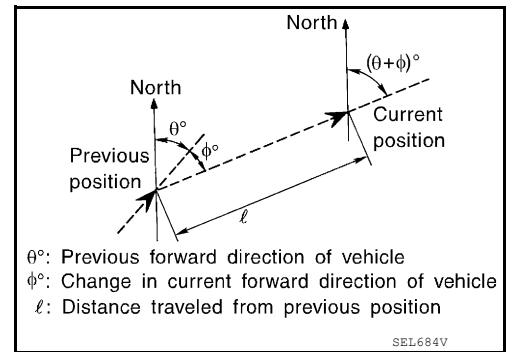 North
(θ+ϕ)°
North
θ°
ϕ°
Current
position
Previous
position
ℓ
θ°: Previous forward direction of vehicle
ϕ°: Change in current forward direction of vehicle
ℓ: Distance traveled from previous position
SEL684V